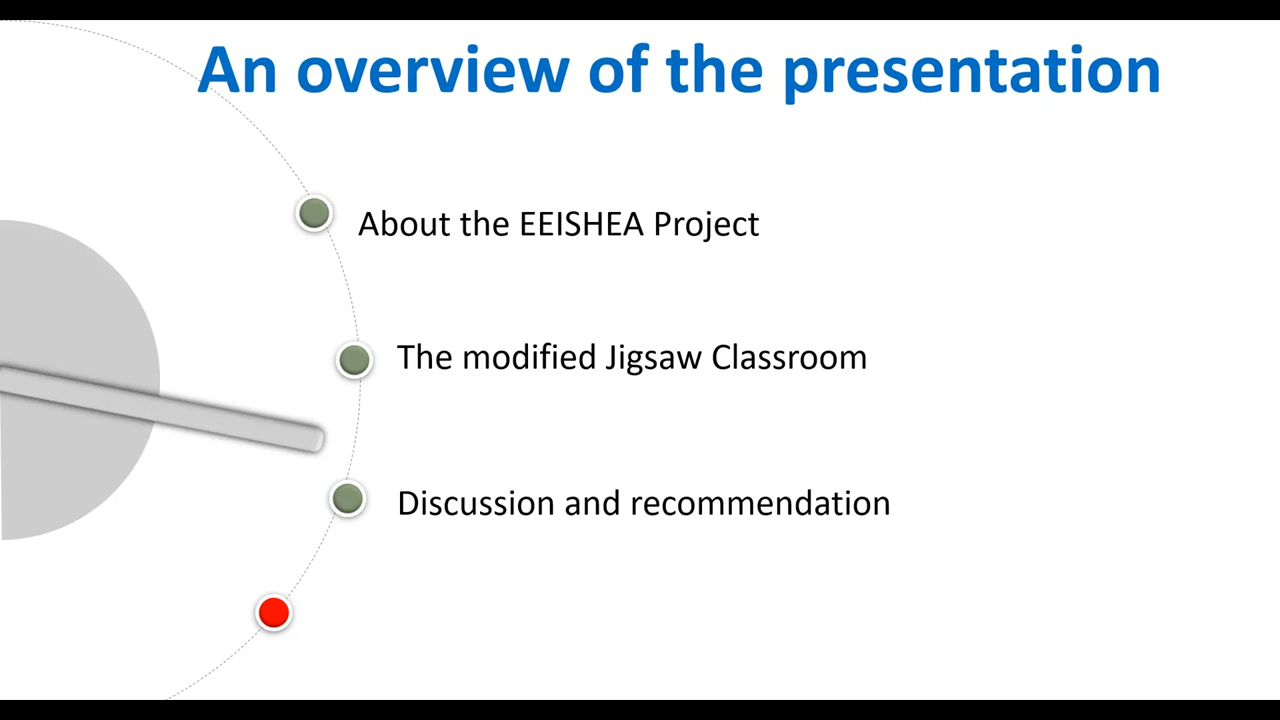 An overview of the presentation
About the EEISHEA Project
The modified Jigsaw Classroom
Discussion and recommendation